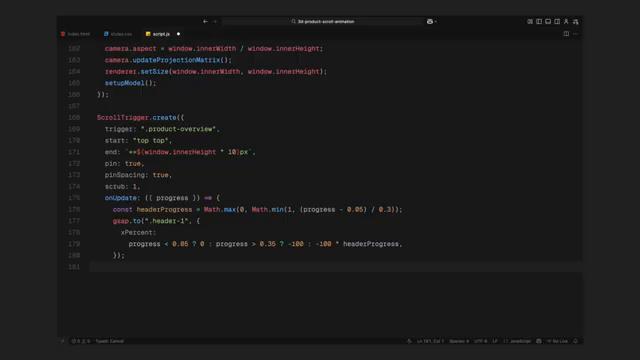 3d-product-scroll-animation
index.html
styles.css
script.js
162 camera.aspect = window.innerWidth / window.innerHeight;
163 camera.updateProjectionMatrix();
164 renderer.setSize(window.innerWidth, window.innerHeight);
165 setupModel();
166 });
167
168 ScrollTrigger.create({
169 trigger: ".product-overview",
170 start: "top top",
171 end: `+=${window.innerHeight * 10}px`,
172 pin: true,
173 pinSpacing: true,
174 scrub: 1,
175 onUpdate: ({ progress }) => {
176 const headerProgress = Math.max(0, Math.min(1, (progress - 0.05) / 0.3));
177 gsap.to(".header-1", {
178 xPercent:
179 progress < 0.05 ? 0 : progress > 0.35 ? -100 : -100 * headerProgress,
180 });
181
Ln 181, Col 1
Spaces: 4
UTF-8
LF
{} JavaScript
Go Live